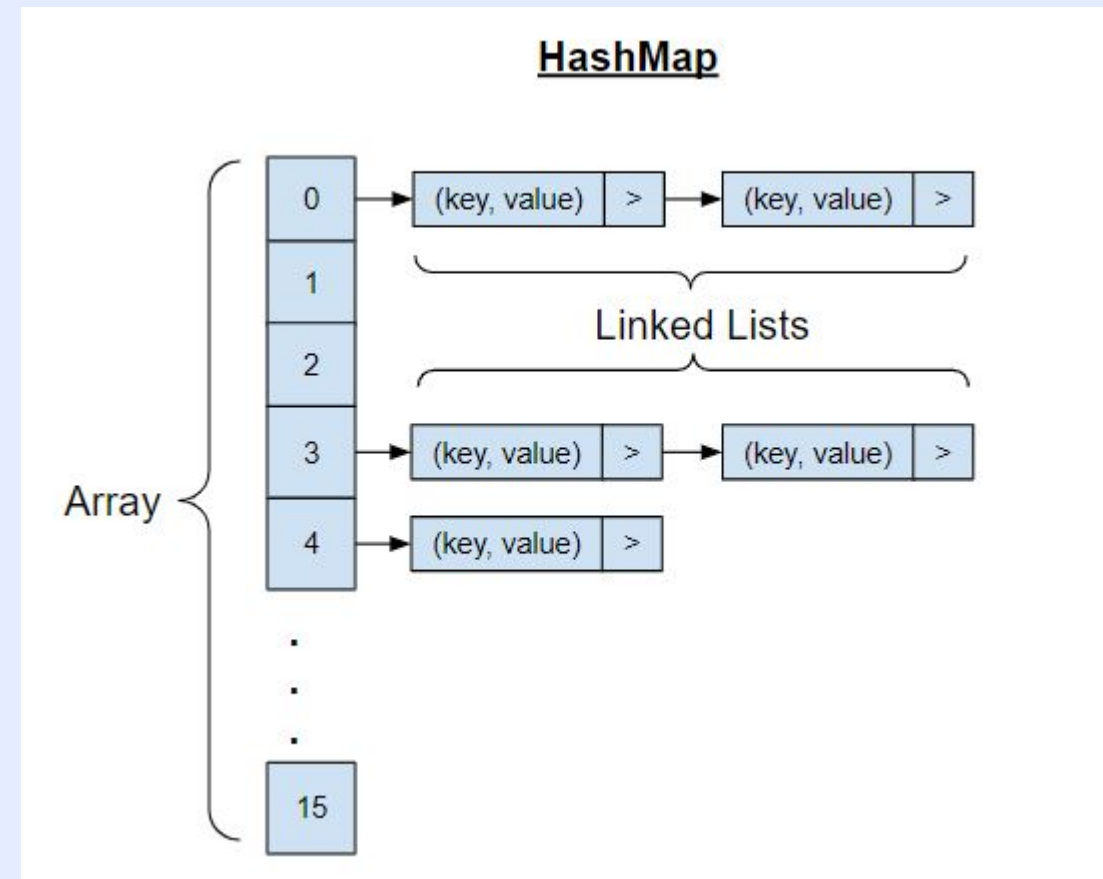 HashMap
0 (key, value) > (key, value) >
1
Linked Lists
2
3 (key, value) > (key, value) >
Array
4 (key, value) >
.
.
.
15